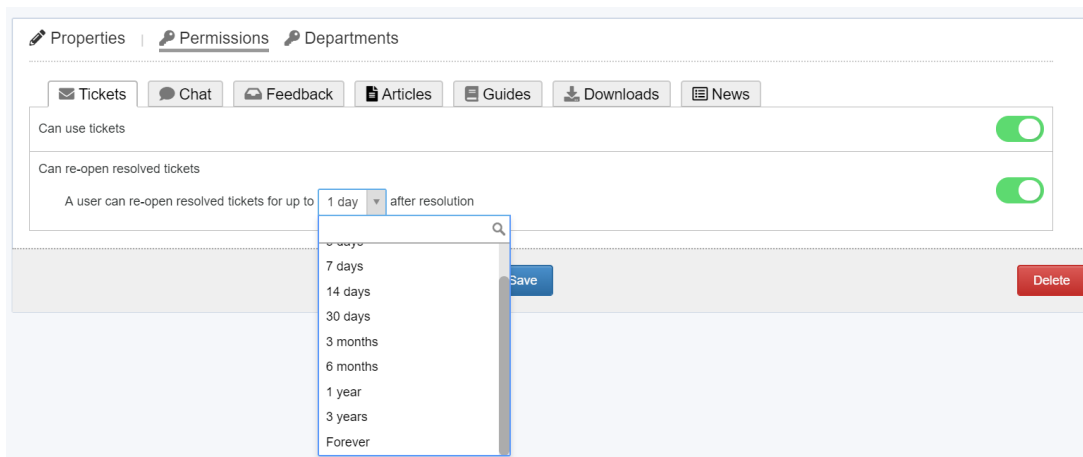 Properties | Permissions Departments
Tickets Chat Feedback Articles Guides Downloads News
Can use tickets
Can re-open resolved tickets
A user can re-open resolved tickets for up to 1 day after resolution
days
7 days
14 days
30 days
3 months
6 months
1 year
3 years
Forever
Save
Delete